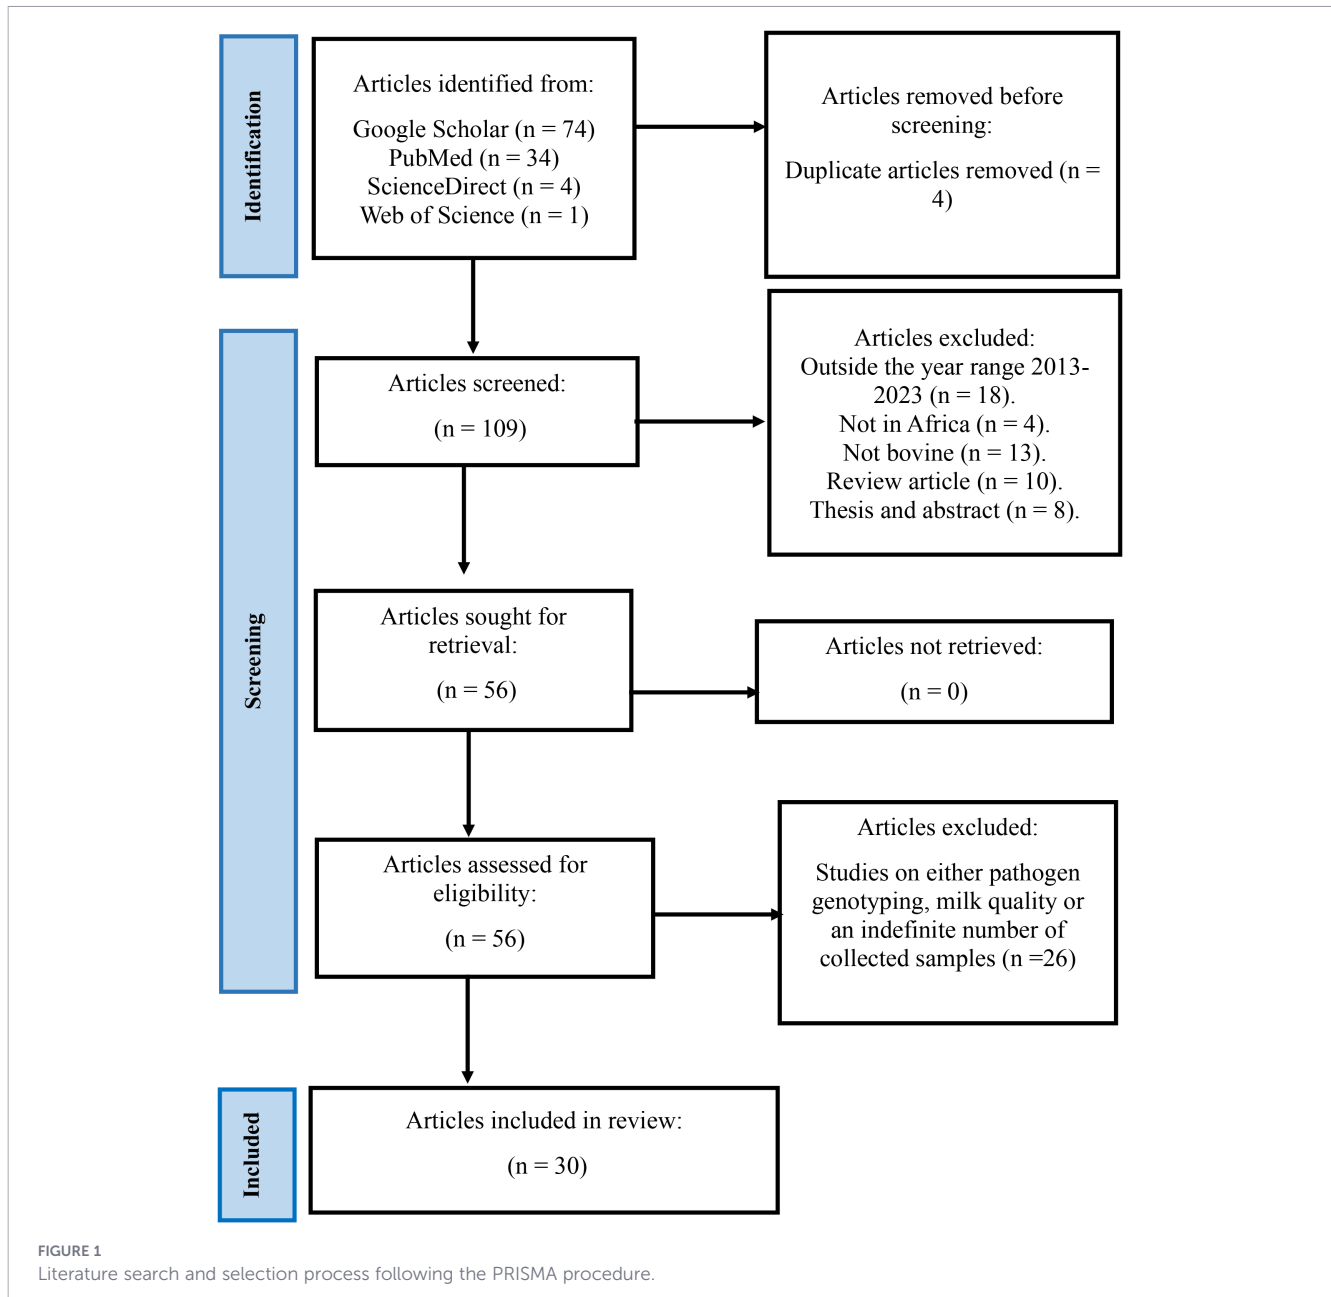 Identification
Articles identified from:
Google Scholar (n = 74)
PubMed (n = 34)
ScienceDirect (n = 4)
Web of Science (n = 1)
Articles removed before
screening:
Duplicate articles removed (n =
4)
Screening
Articles screened:
(n = 109)
Articles excluded:
Outside the year range 2013-
2023 (n = 18).
Not in Africa (n = 4).
Not bovine (n = 13).
Review article (n = 10).
Thesis and abstract (n = 8).
Articles sought for
retrieval:
(n = 56)
Articles not retrieved:
(n = 0)
Articles assessed for
eligibility:
(n = 56)
Articles excluded:
Studies on either pathogen
genotyping, milk quality or
an indefinite number of
collected samples (n =26)
Included
Articles included in review:
(n = 30)
FIGURE 1
Literature search and selection process following the PRISMA procedure.